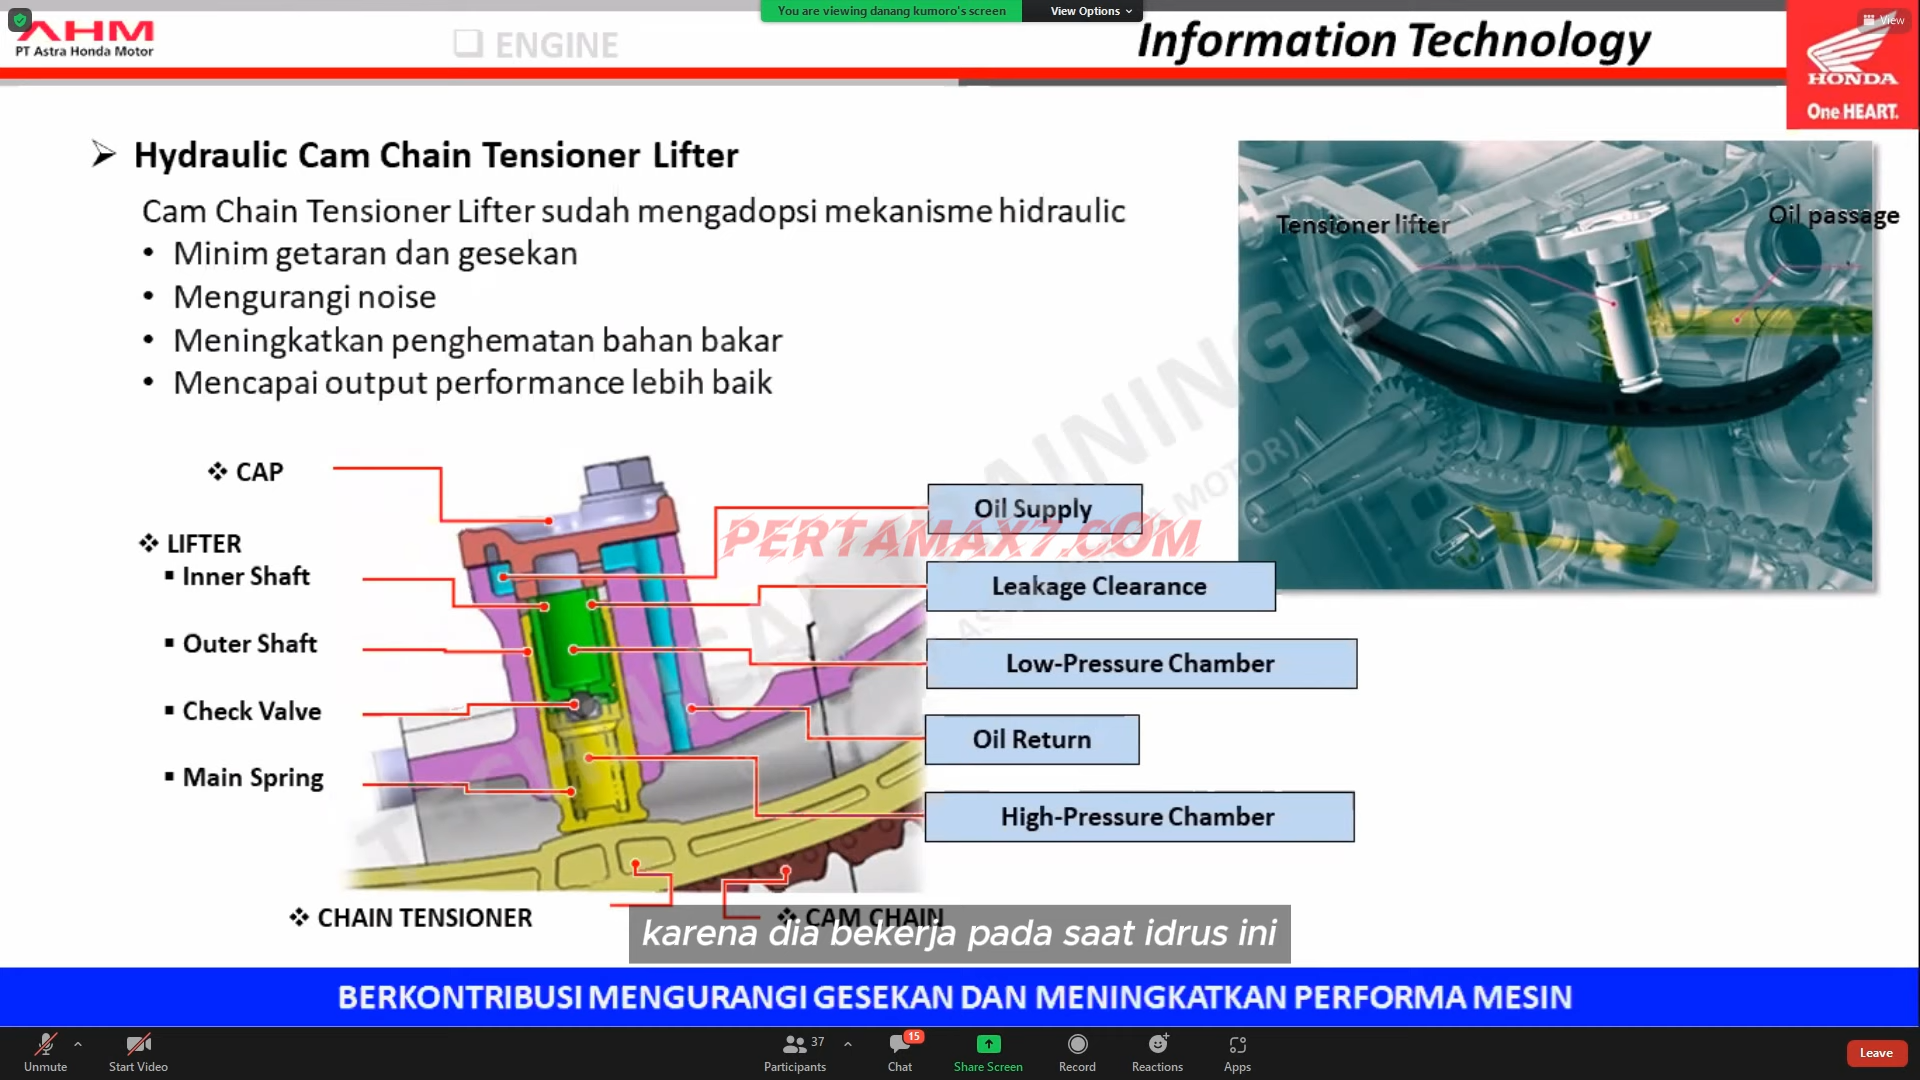 You are viewing danang kumoro's screen
View Options
View
AHM
PT Astra Honda Motor
❑ ENGINE
Information Technology
HONDA
One HEART.
➢ Hydraulic Cam Chain Tensioner Lifter
Cam Chain Tensioner Lifter sudah mengadopsi mekanisme hidraulic
• Minim getaran dan gesekan
• Mengurangi noise
• Meningkatkan penghematan bahan bakar
• Mencapai output performance lebih baik
Tensioner lifter
Oil passage
❖ CAP
❖ LIFTER
▪ Inner Shaft
▪ Outer Shaft
▪ Check Valve
▪ Main Spring
Oil Supply
Leakage Clearance
Low-Pressure Chamber
Oil Return
High-Pressure Chamber
PERTAMAX7.COM
❖ CHAIN TENSIONER
❖ CAM CHAIN
karena dia bekerja pada saat idrus ini
BERKONTRIBUSI MENGURANGI GESEKAN DAN MENINGKATKAN PERFORMA MESIN
Unmute
Start Video
37
Participants
15
Chat
Share Screen
Record
Reactions
Apps
Leave